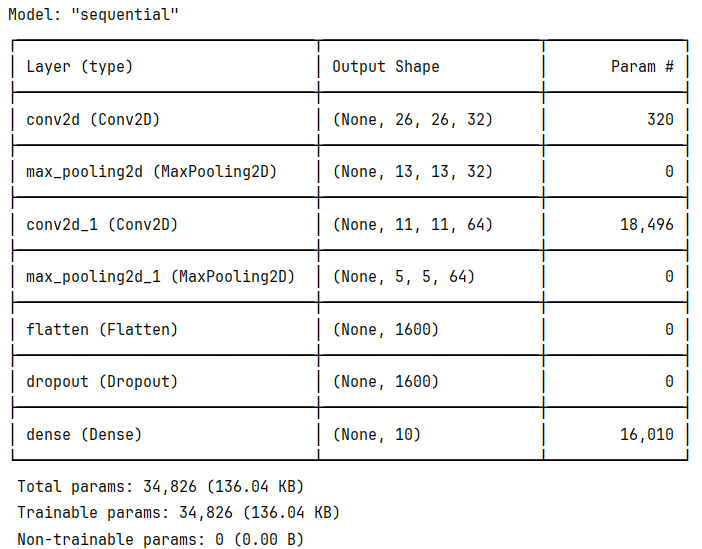 Model: "sequential"
Layer (type) Output Shape Param #
conv2d (Conv2D) (None, 26, 26, 32) 320
max_pooling2d (MaxPooling2D) (None, 13, 13, 32) 0
conv2d_1 (Conv2D) (None, 11, 11, 64) 18,496
max_pooling2d_1 (MaxPooling2D) (None, 5, 5, 64) 0
flatten (Flatten) (None, 1600) 0
dropout (Dropout) (None, 1600) 0
dense (Dense) (None, 10) 16,010
Total params: 34,826 (136.04 KB)
Trainable params: 34,826 (136.04 KB)
Non-trainable params: 0 (0.00 B)